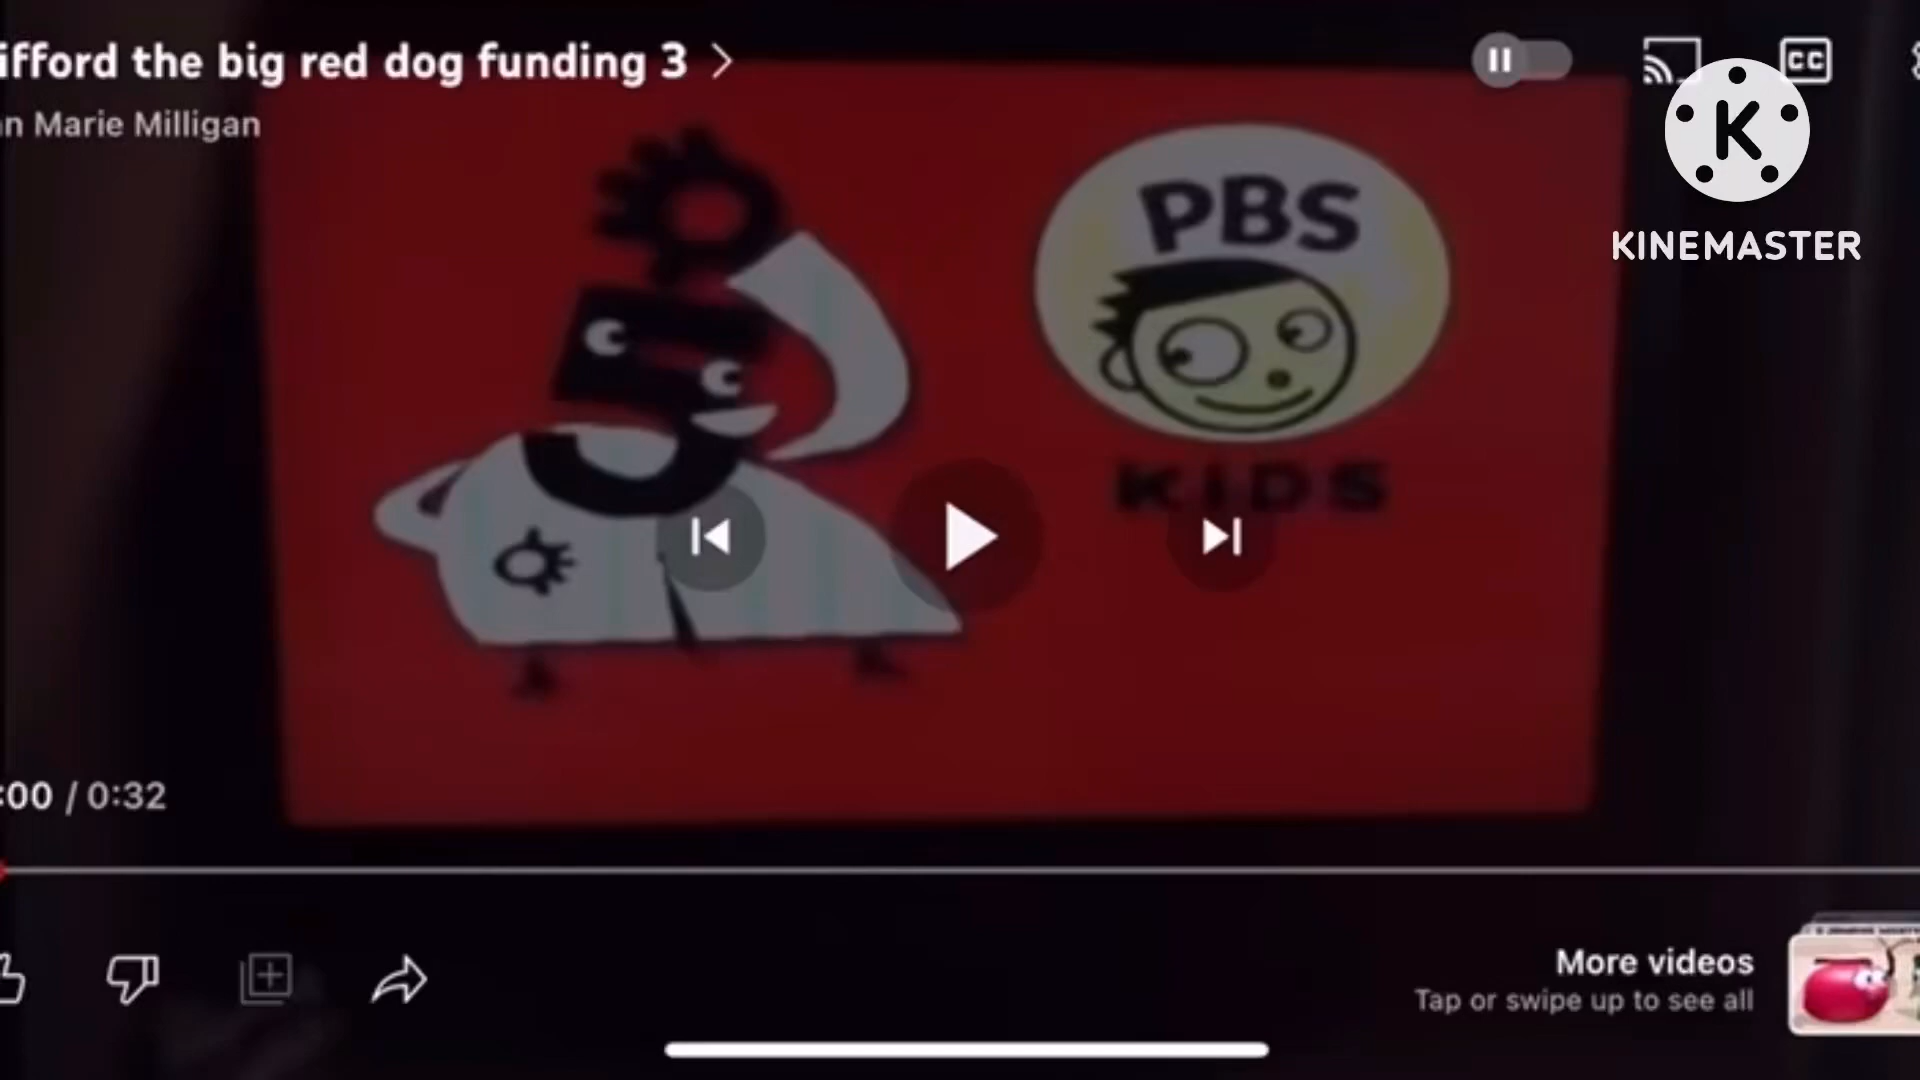 ifford the big red dog funding 3
n Marie Milligan
CC
K
KINEMASTER
PBS
KIDS
:00 / 0:32
More videos
Tap or swipe up to see all